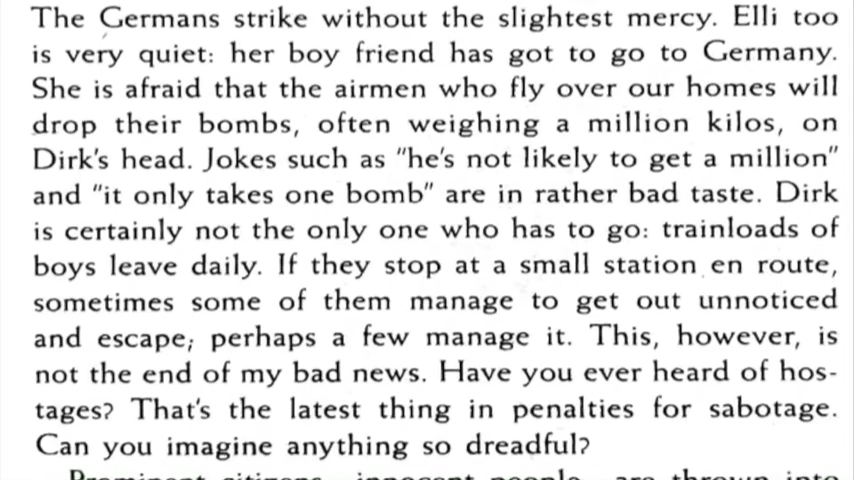 The Germans strike without the slightest mercy. Elli too
is very quiet: her boy friend has got to go to Germany.
She is afraid that the airmen who fly over our homes will
drop their bombs, often weighing a million kilos, on
Dirk's head. Jokes such as "he's not likely to get a million"
and "it only takes one bomb" are in rather bad taste. Dirk
is certainly not the only one who has to go: trainloads of
boys leave daily. If they stop at a small station en route,
sometimes some of them manage to get out unnoticed
and escape; perhaps a few manage it. This, however, is
not the end of my bad news. Have you ever heard of hos-
tages? That's the latest thing in penalties for sabotage.
Can you imagine anything so dreadful?
Prominent citizens, innocent people, are thrown into